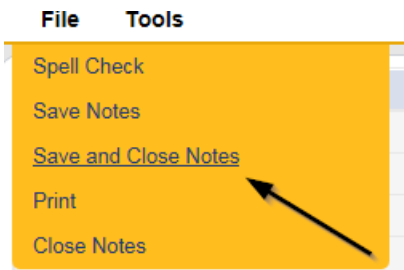 File Tools
Spell Check
Save Notes
Save and Close Notes
Print
Close Notes